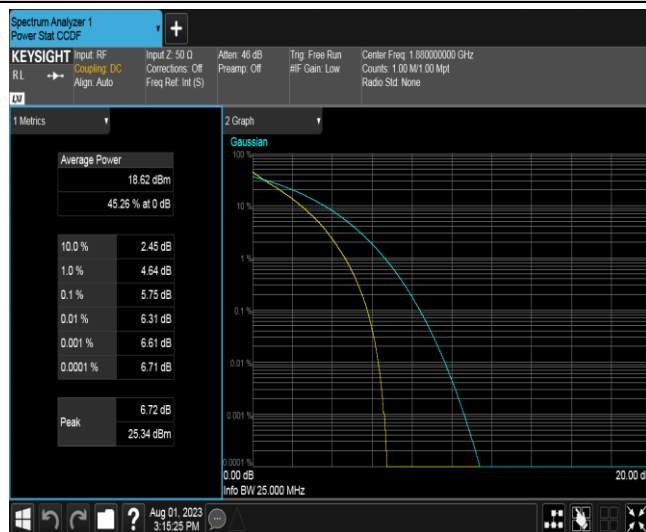 Spectrum Analyzer 1
Power Stat CCDF
+
KEYSIGHT
RL
LXI
Input: RF
Coupling: DC
Align: Auto
Input Z: 50 Ω
Corrections: Off
Freq Ref: Int (S)
Atten: 46 dB
Preamp: Off
Trig: Free Run
#IF Gain: Low
Center Freq: 1.880000000 GHz
Counts: 1.00 M/1.00 Mpt
Radio Std: None
1 Metrics
Average Power
18.62 dBm
45.26 % at 0 dB
10.0 % 2.45 dB
1.0 % 4.64 dB
0.1 % 5.75 dB
0.01 % 6.31 dB
0.001 % 6.61 dB
0.0001 % 6.71 dB
Peak 6.72 dB
25.34 dBm
2 Graph
Gaussian
100 %
10 %
1 %
0.1 %
0.01 %
0.001 %
0.0001 %
0.00 dB
20.00 d
Info BW 25.000 MHz
?
Aug 01, 2023
3:15:25 PM